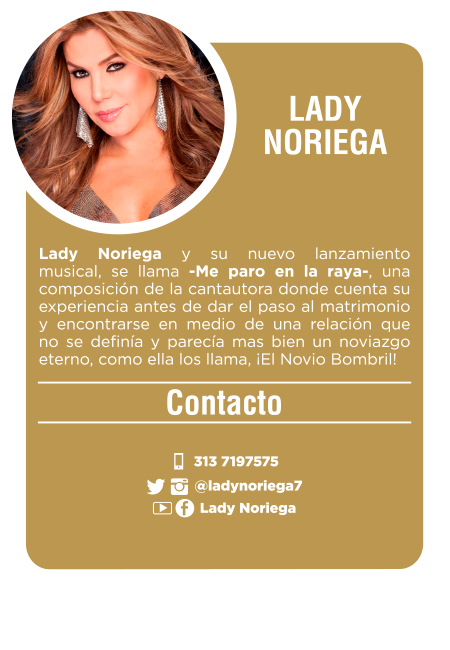 LADY
NORIEGA
Lady Noriega y su nuevo lanzamiento
musical, se llama -Me paro en la raya-, una
composición de la cantautora donde cuenta su
experiencia antes de dar el paso al matrimonio
y encontrarse en medio de una relación que
no se definía y parecía mas bien un noviazgo
eterno, como ella los llama, ¡El Novio Bombril!
Contacto
313 7197575
@ladynoriega7
Lady Noriega